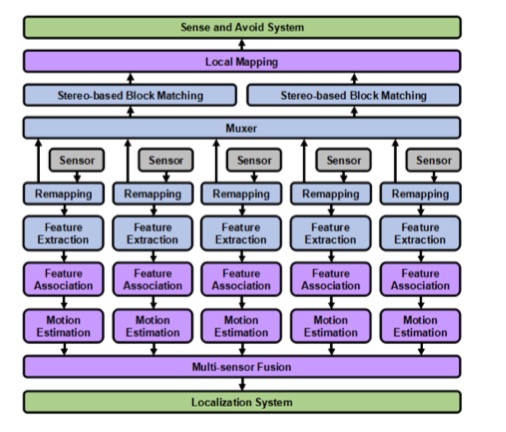 Sense and Avoid System
Local Mapping
Stereo-based Block Matching
Stereo-based Block Matching
Muxer
Sensor
Sensor
Sensor
Sensor
Sensor
Remapping
Remapping
Remapping
Remapping
Remapping
Feature
Extraction
Feature
Extraction
Feature
Extraction
Feature
Extraction
Feature
Extraction
Feature
Association
Feature
Association
Feature
Association
Feature
Association
Feature
Association
Motion
Estimation
Motion
Estimation
Motion
Estimation
Motion
Estimation
Motion
Estimation
Multi-sensor Fusion
Localization System